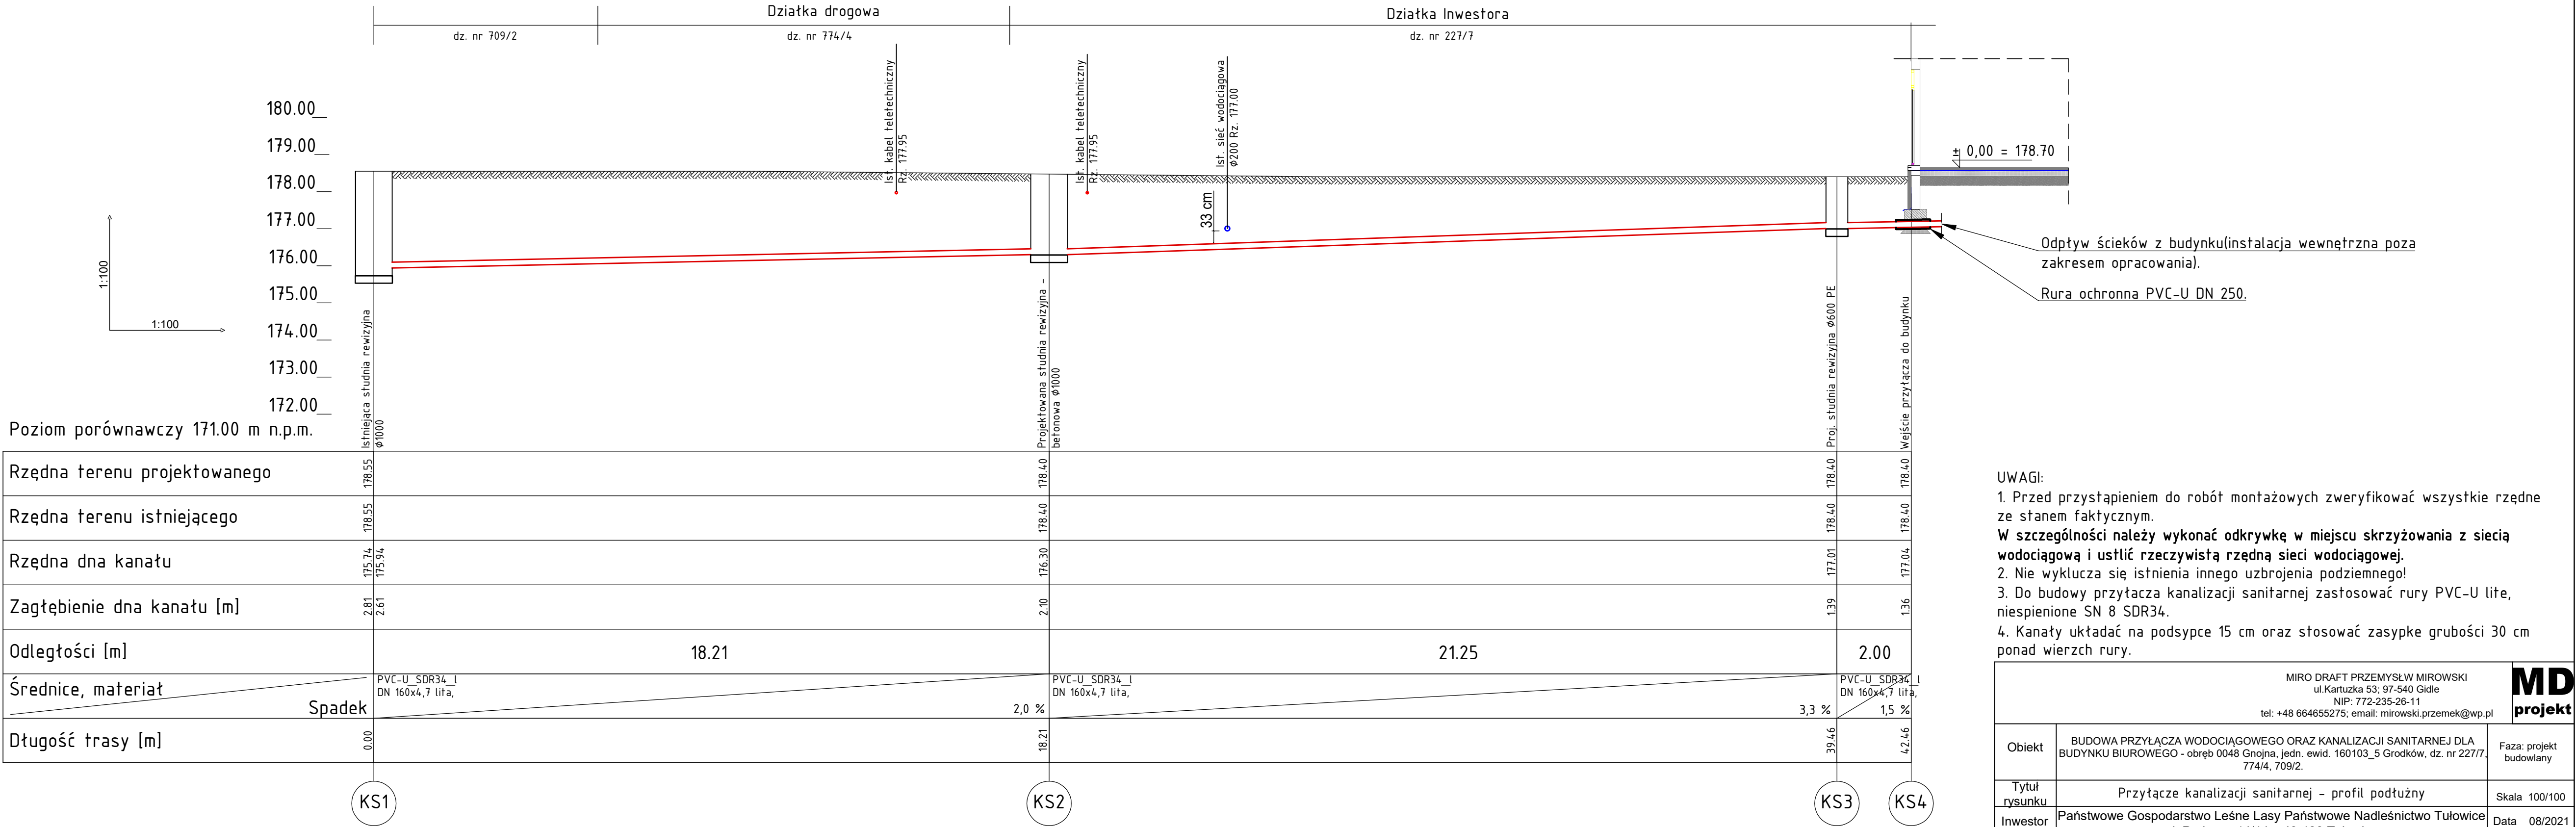 Działka drogowa
Działka Inwestora
dz. nr 709/2
dz. nr 774/4
dz. nr 227/7
Ist. kabel teletechniczny
Rz. 177.95
Ist. kabel teletechniczny
Rz. 177.95
Ist. sieć wodociągowa
ϕ200 Rz. 177.00
180.00
179.00
178.00
177.00
176.00
175.00
174.00
173.00
172.00
1:100
1:100
33 cm
± 0,00 = 178.70
Odpływ ścieków z budynku(instalacja wewnętrzna poza
zakresem opracowania).
Rura ochronna PVC-U DN 250.
Istniejąca studnia rewizyjna
ϕ1000
Projektowana studnia rewizyjna -
betonowa ϕ1000
Proj. studnia rewizyjna ϕ600 PE
Wejście przyłącza do budynku
Poziom porównawczy 171.00 m n.p.m.
Rzędna terenu projektowanego
178.55
178.40
178.40
178.40
Rzędna terenu istniejącego
178.55
178.40
178.40
178.40
Rzędna dna kanału
175.74
175.94
176.30
177.01
177.04
Zagłębienie dna kanału [m]
2.81
2.61
2.10
1.39
1.36
Odległości [m]
18.21
21.25
2.00
Średnice, materiał
Spadek
PVC-U_SDR34_l
DN 160x4,7 lita,
2,0 %
PVC-U_SDR34_l
DN 160x4,7 lita,
3,3 %
PVC-U_SDR34_l
DN 160x4,7 lita,
1,5 %
Długość trasy [m]
0.00
18.21
39.46
42.46
KS1
KS2
KS3
KS4
UWAGI:
1. Przed przystąpieniem do robót montażowych zweryfikować wszystkie rzędne
ze stanem faktycznym.
W szczególności należy wykonać odkrywkę w miejscu skrzyżowania z siecią
wodociągową i ustlić rzeczywistą rzędną sieci wodociągowej.
2. Nie wyklucza się istnienia innego uzbrojenia podziemnego!
3. Do budowy przyłacza kanalizacji sanitarnej zastosować rury PVC-U lite,
niespienione SN 8 SDR34.
4. Kanały układać na podsypce 15 cm oraz stosować zasypke grubości 30 cm
ponad wierzch rury.
MIRO DRAFT PRZEMYSŁW MIROWSKI
ul.Kartuzka 53; 97-540 Gidle
NIP: 772-235-26-11
tel: +48 664655275; email: mirowski.przemek@wp.pl
MD
projekt
Obiekt
BUDOWA PRZYŁĄCZA WODOCIĄGOWEGO ORAZ KANALIZACJI SANITARNEJ DLA
BUDYNKU BIUROWEGO - obręb 0048 Gnojna, jedn. ewid. 160103_5 Grodków, dz. nr 227/7,
774/4, 709/2.
Faza: projekt
budowlany
Tytuł
rysunku
Przyłącze kanalizacji sanitarnej - profil podłużny
Skala 100/100
Inwestor
Państwowe Gospodarstwo Leśne Lasy Państwowe Nadleśnictwo Tułowice
Data 08/2021